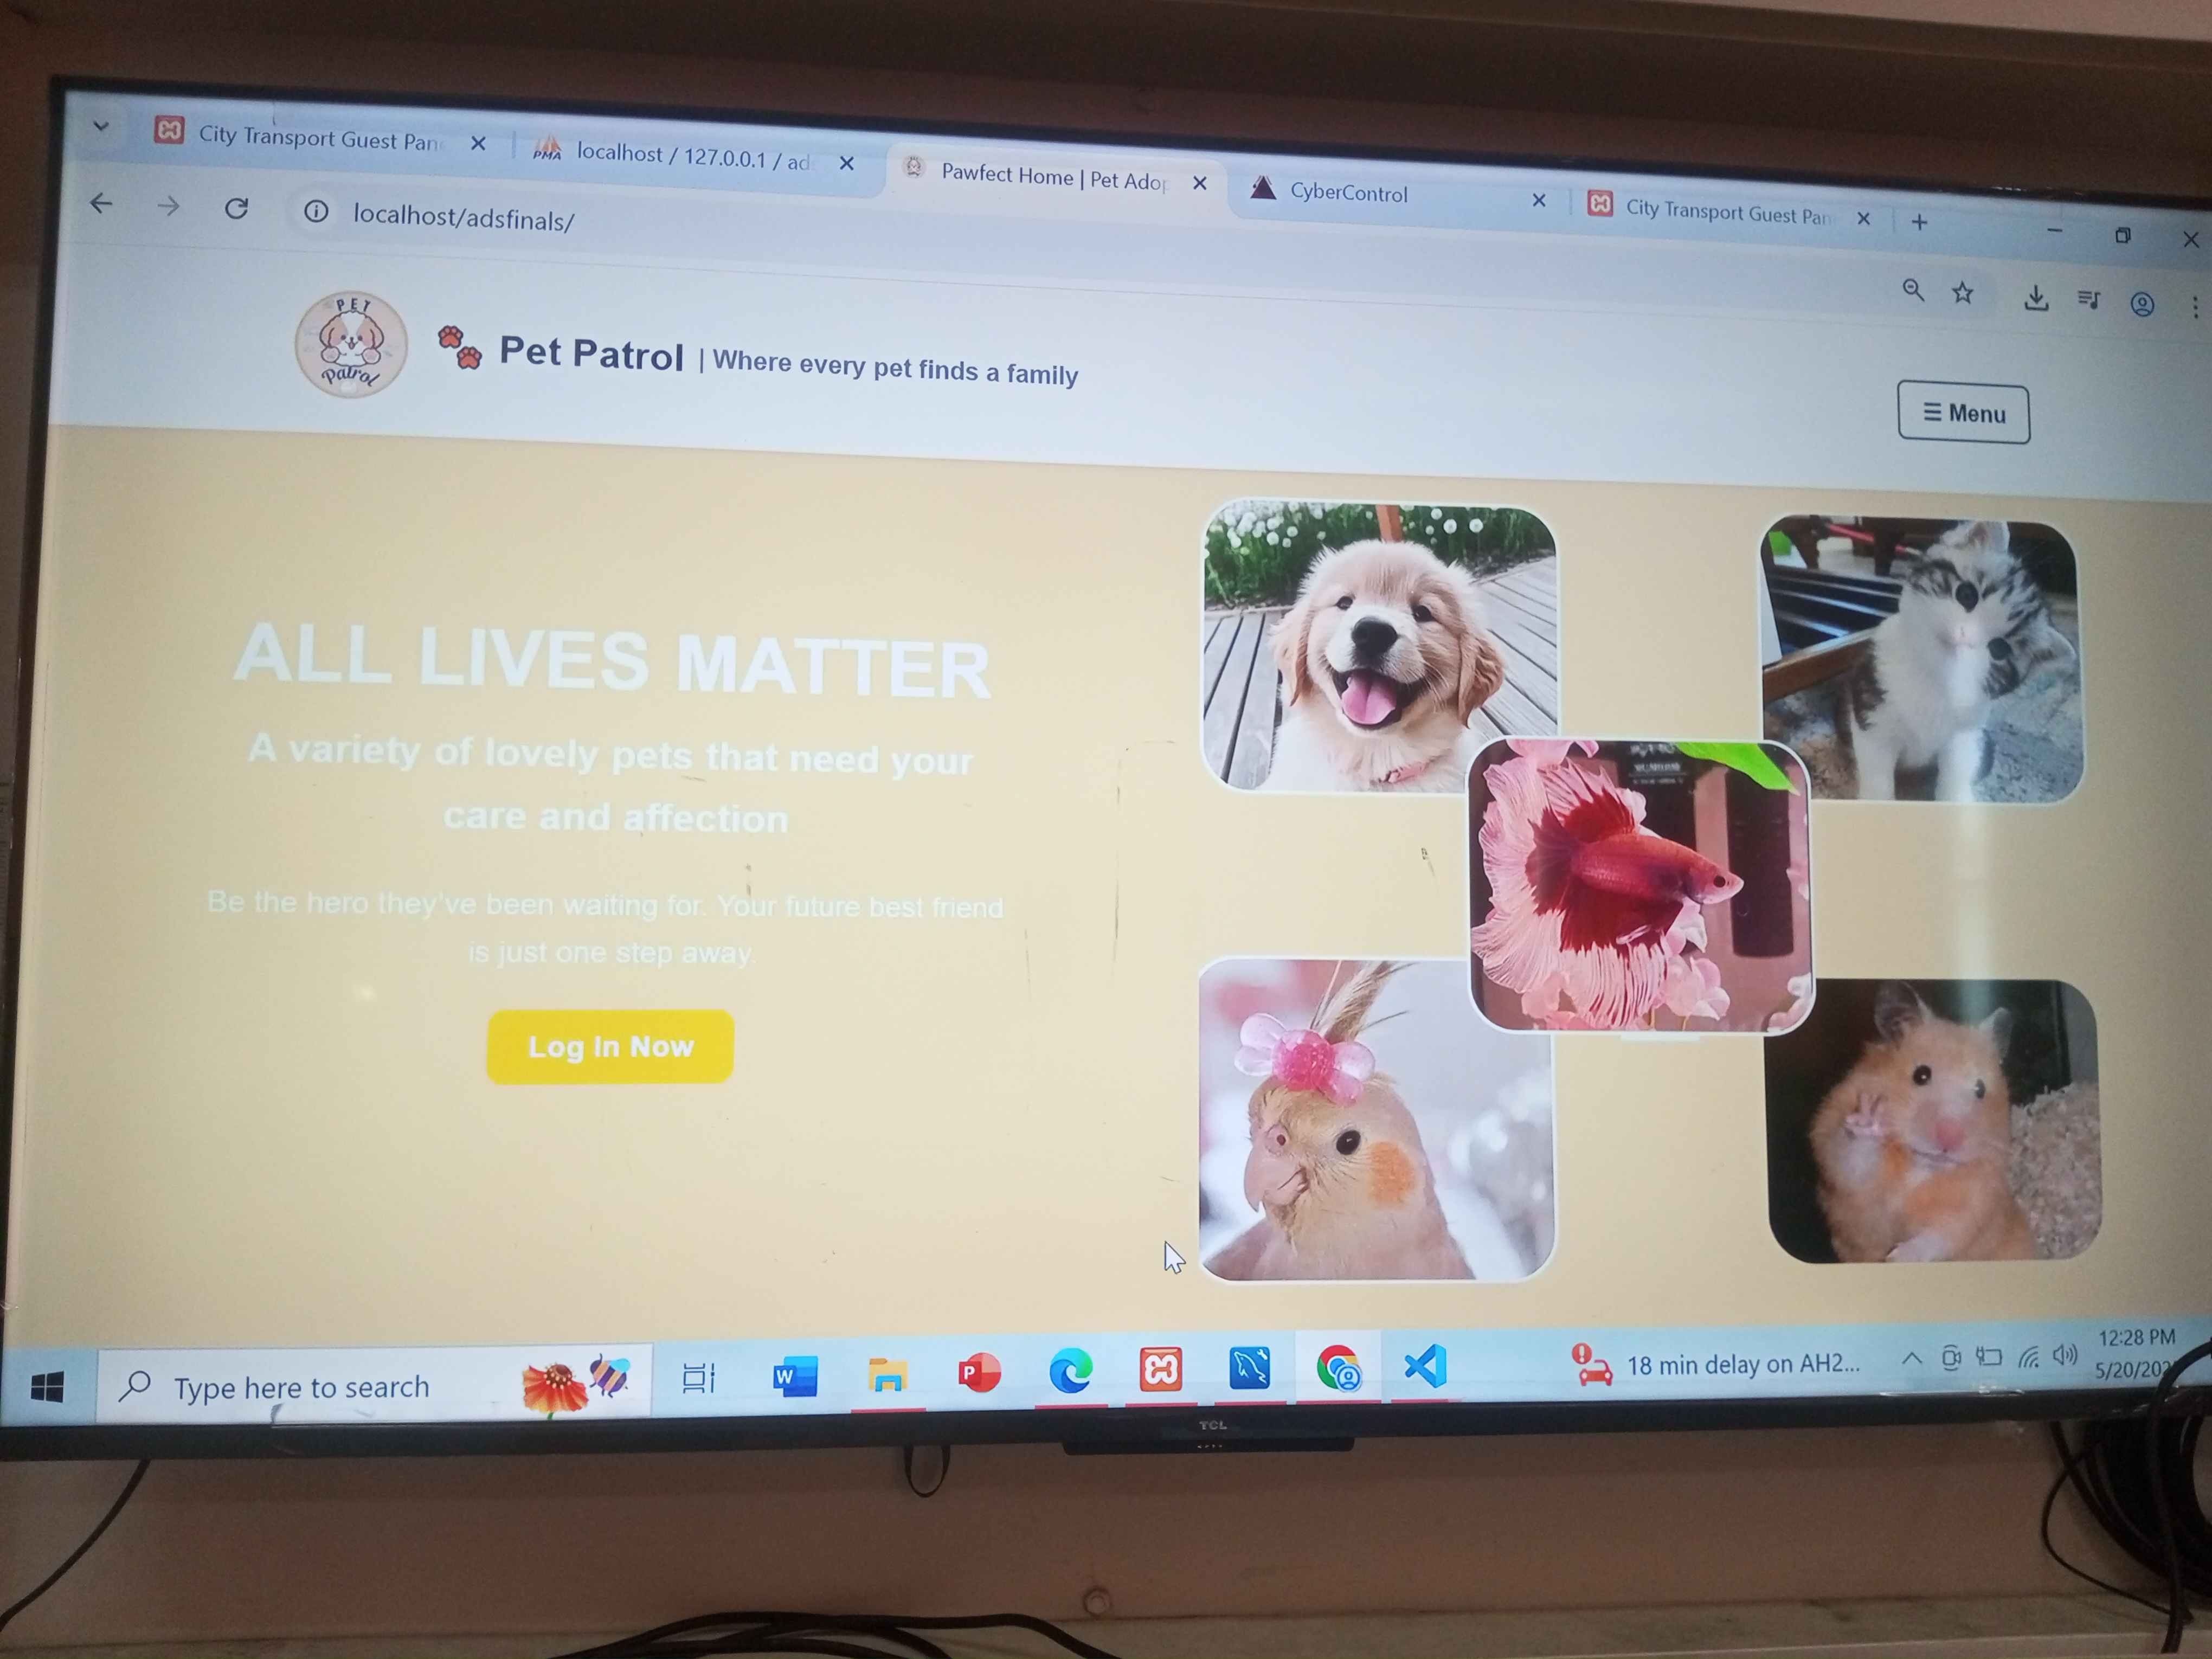 City Transport Guest Pan
localhost / 127.0.0.1 / ad
Pawfect Home | Pet Adop
CyberControl
City Transport Guest Pan
localhost/adsfinals/
PET
Patrol
Pet Patrol | Where every pet finds a family
☰ Menu
ALL LIVES MATTER
A variety of lovely pets that need your
care and affection
Be the hero they've been waiting for. Your future best friend
is just one step away.
Log In Now
Type here to search
18 min delay on AH2...
12:28 PM
5/20/202
TCL